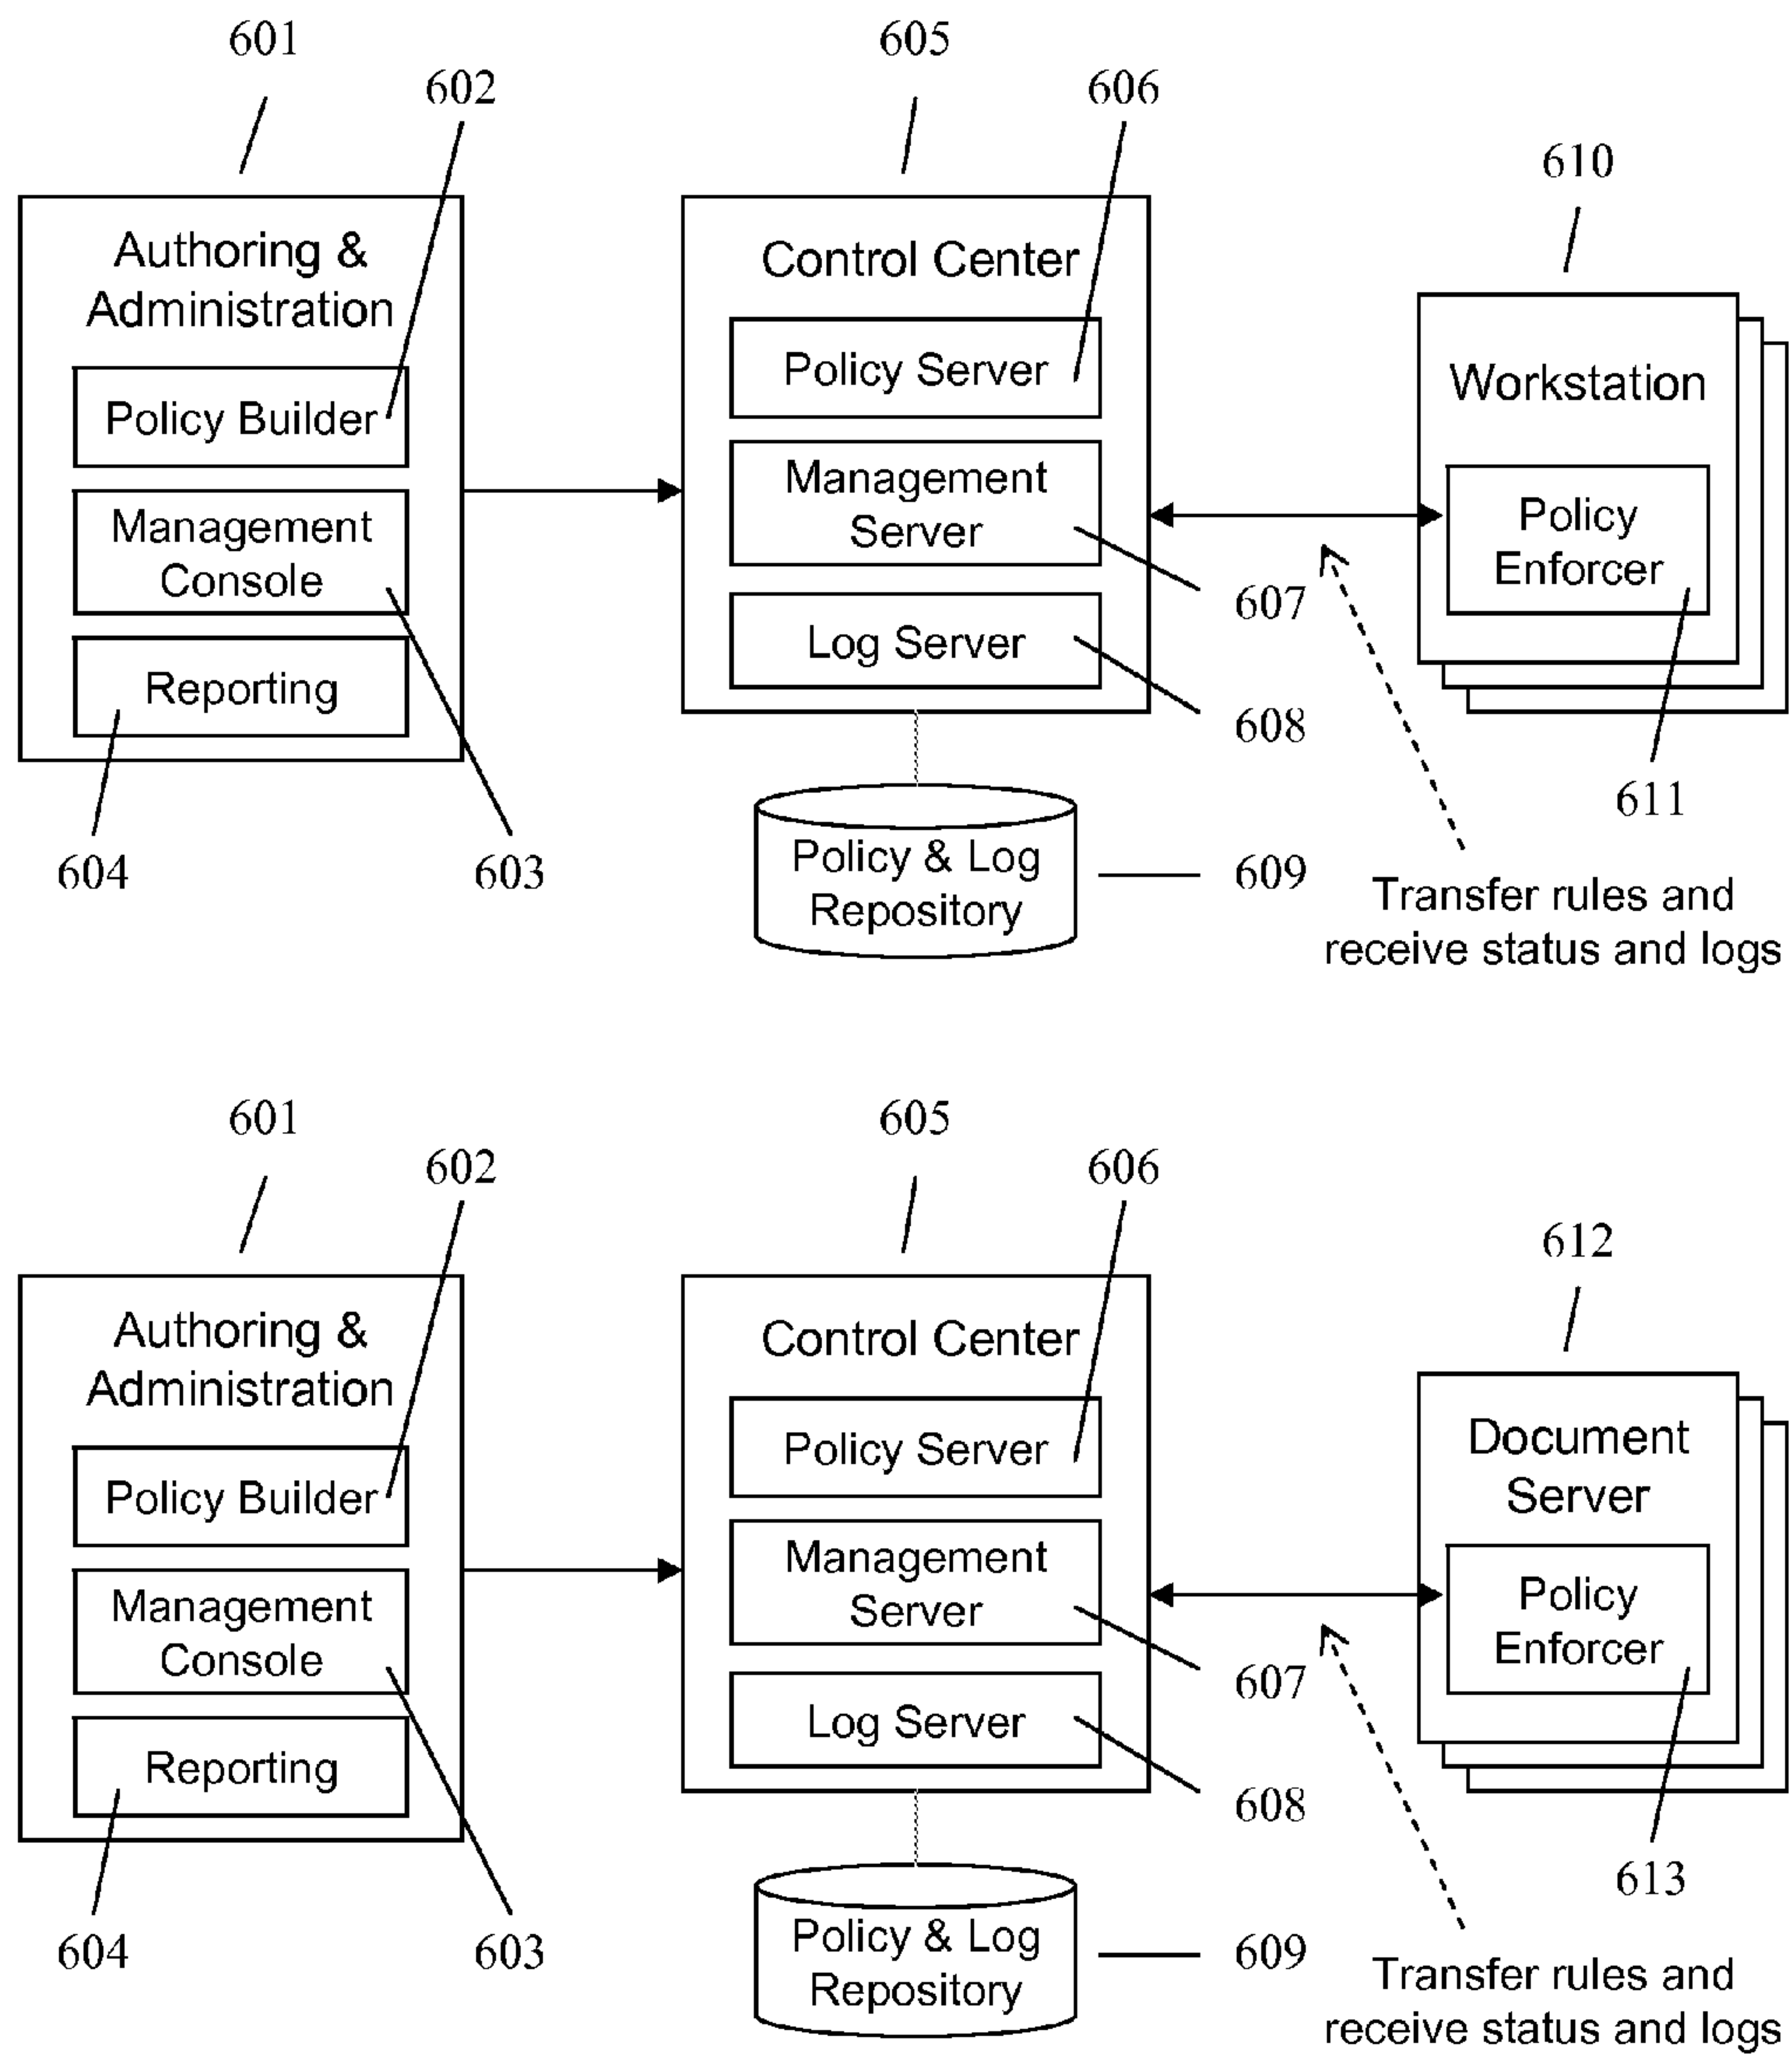 601
605
602
606
610
Authoring &
Administration
Control Center
Policy Server
Workstation
Policy Builder
Management
Server
Management
Console
Policy
Enforcer
607
Log Server
Reporting
608
611
604
603
Policy & Log
Repository
609
Transfer rules and
receive status and logs
601
605
602
606
612
Authoring &
Administration
Control Center
Policy Server
Document
Server
Policy Builder
Management
Server
Management
Console
Policy
Enforcer
607
Log Server
Reporting
608
613
604
603
Policy & Log
Repository
609
Transfer rules and
receive status and logs